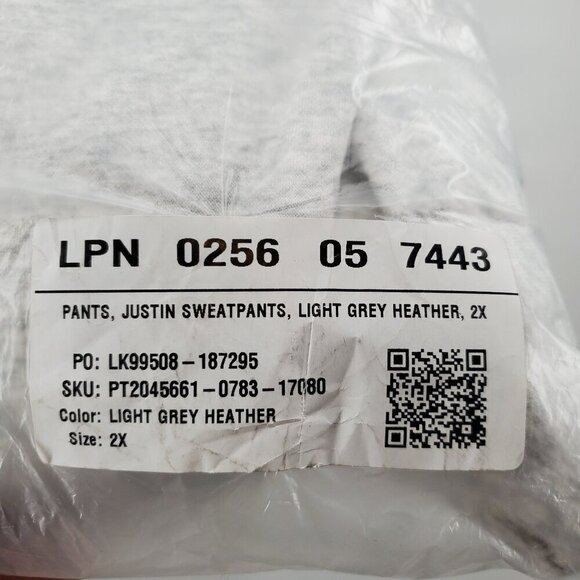 LPN 0256 05 7443
PANTS, JUSTIN SWEATPANTS, LIGHT GREY HEATHER, 2X
PO: LK99508-187295
SKU: PT2045661-0783-17080
Color: LIGHT GREY HEATHER
Size: 2X